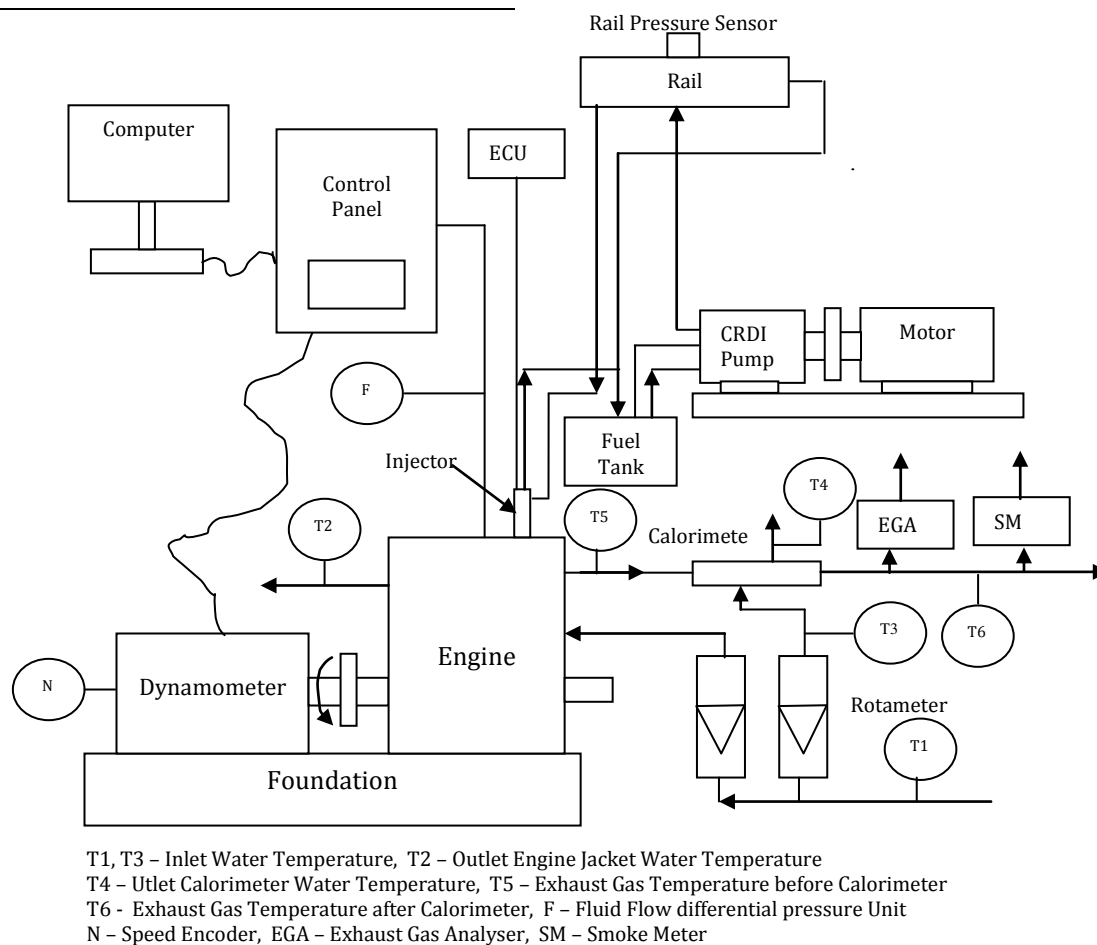 Rail Pressure Sensor
Rail
Computer
ECU
Control
Panel
CRDI
Pump
Motor
F
Fuel
Tank
Injector
T4
T2
T5
EGA
SM
Calorimete
T3
T6
Engine
N
Dynamometer
Rotameter
T1
Foundation
T1, T3 – Inlet Water Temperature, T2 – Outlet Engine Jacket Water Temperature
T4 – Utlet Calorimeter Water Temperature, T5 – Exhaust Gas Temperature before Calorimeter
T6 - Exhaust Gas Temperature after Calorimeter, F – Fluid Flow differential pressure Unit
N – Speed Encoder, EGA – Exhaust Gas Analyser, SM – Smoke Meter